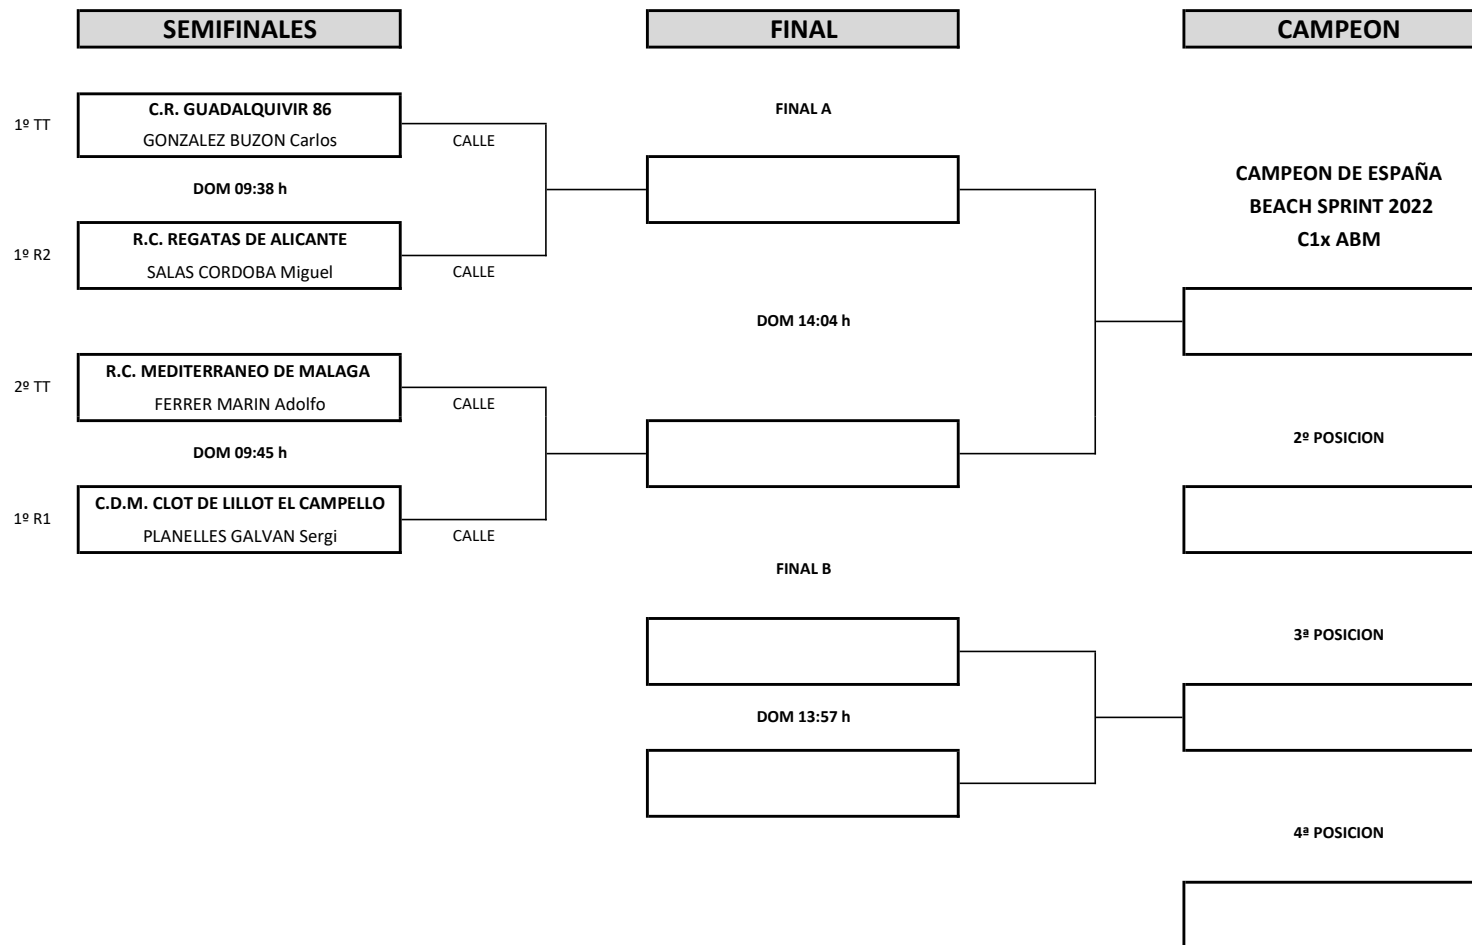 SEMIFINALES
FINAL
CAMPEON
C.R. GUADALQUIVIR 86
FINAL A
1º TT
GONZALEZ BUZON Carlos
CALLE
CAMPEON DE ESPAÑA
DOM 09:38 h
BEACH SPRINT 2022
R.C. REGATAS DE ALICANTE
C1x ABM
1º R2
SALAS CORDOBA Miguel
CALLE
DOM 14:04 h
R.C. MEDITERRANEO DE MALAGA
2º TT
FERRER MARIN Adolfo
CALLE
2º POSICION
DOM 09:45 h
C.D.M. CLOT DE LILLOT EL CAMPELLO
1º R1
PLANELLES GALVAN Sergi
CALLE
FINAL B
3ª POSICION
DOM 13:57 h
4ª POSICION